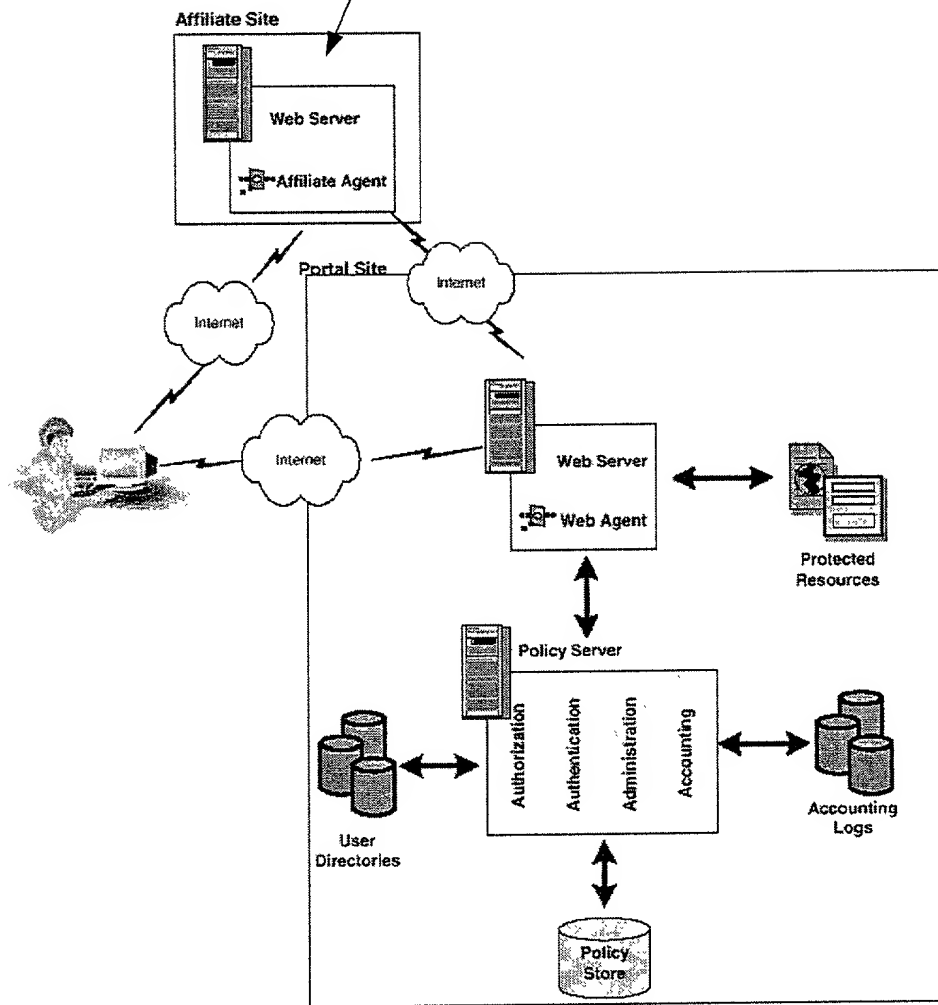 Affiliate Site
Web Server
Affiliate Agent
Portal Site
Internet
Internet
Internet
Web Server
Web Agent
Protected
Resources
Policy Server
Authorization
Authentication
Administration
Accounting
User
Directories
Accounting
Logs
Policy
Store